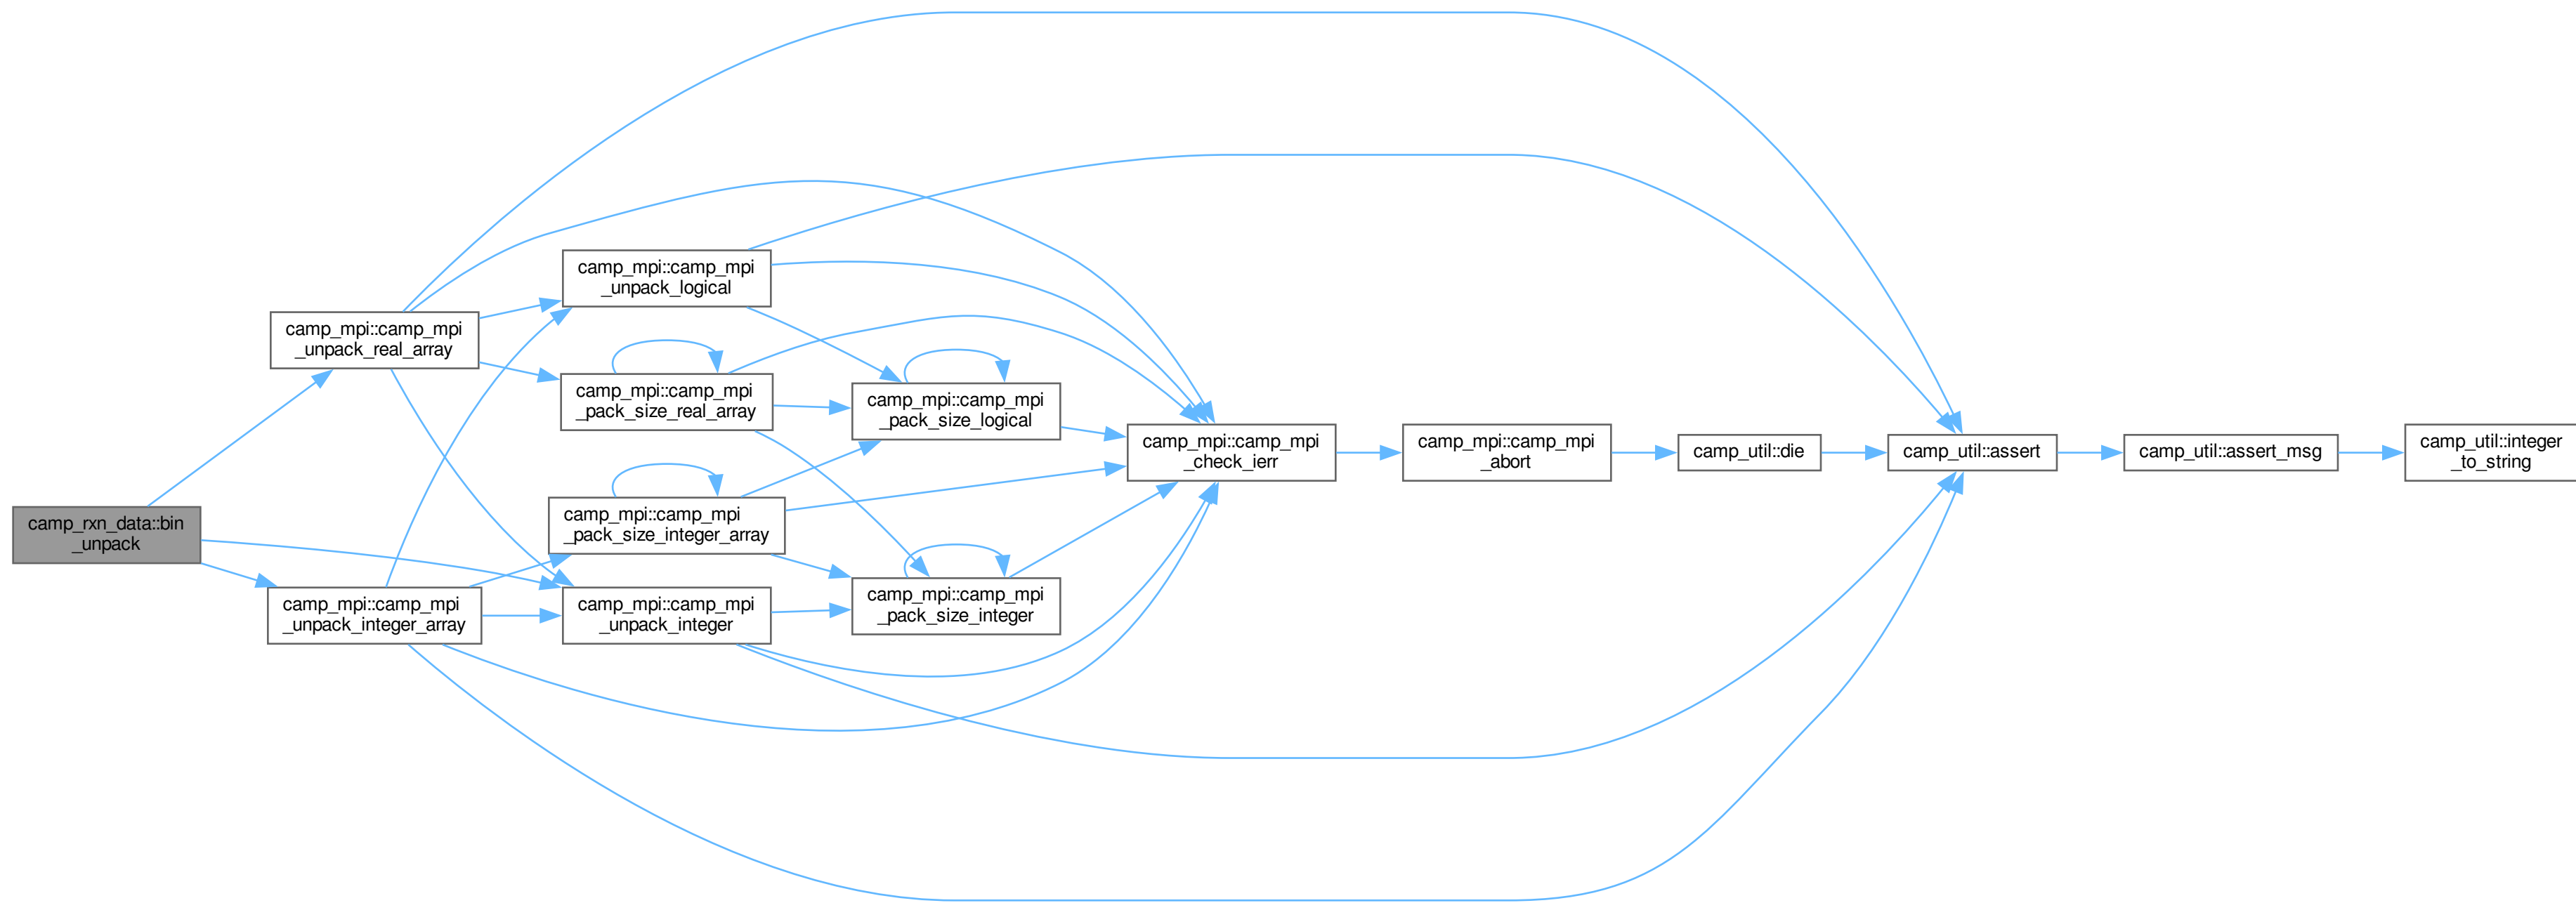 camp_rxn_data::bin
_unpack
camp_mpi::camp_mpi
_unpack_real_array
camp_mpi::camp_mpi
_unpack_integer_array
camp_mpi::camp_mpi
_unpack_logical
camp_mpi::camp_mpi
_pack_size_real_array
camp_mpi::camp_mpi
_pack_size_integer_array
camp_mpi::camp_mpi
_unpack_integer
camp_mpi::camp_mpi
_pack_size_logical
camp_mpi::camp_mpi
_pack_size_integer
camp_mpi::camp_mpi
_check_ierr
camp_mpi::camp_mpi
_abort
camp_util::die
camp_util::assert
camp_util::assert_msg
camp_util::integer
_to_string